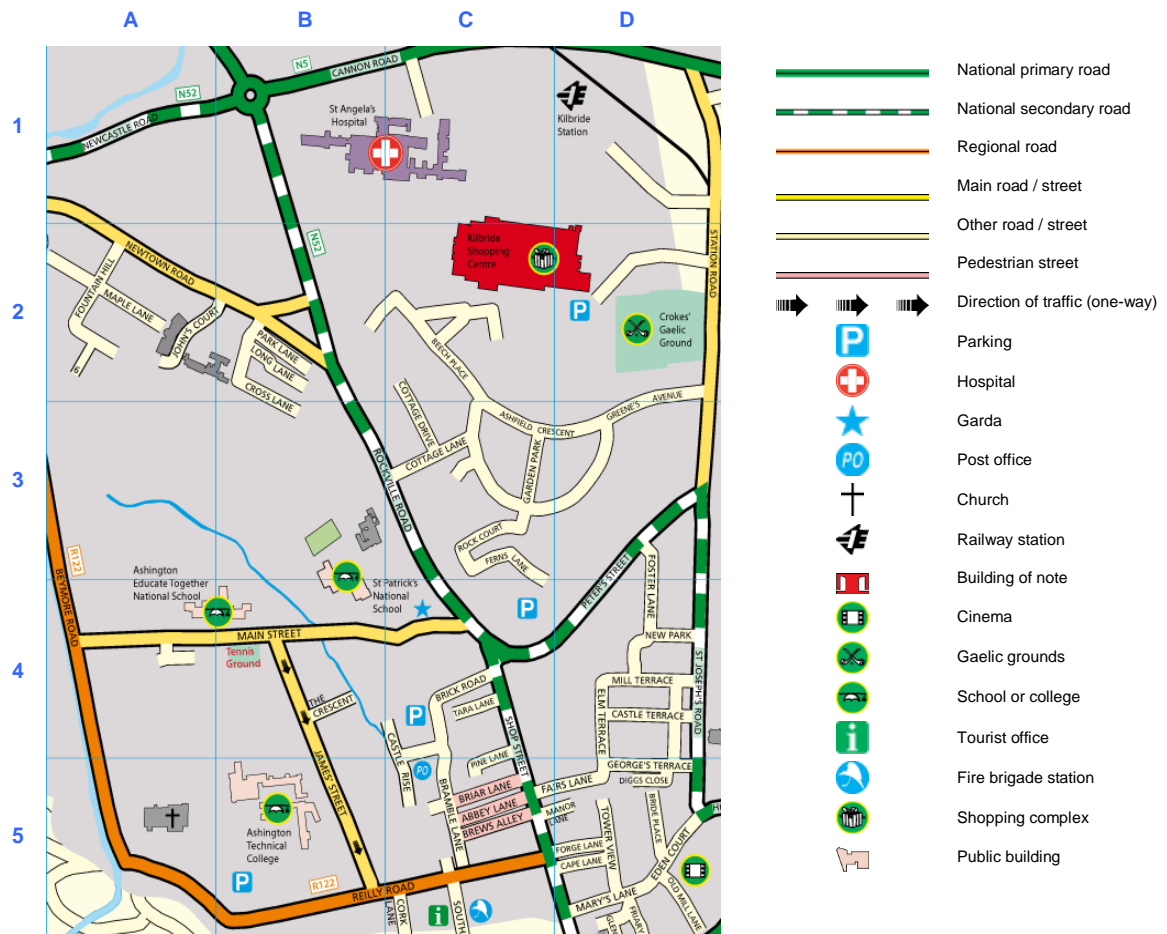 A B C D
1
2
3
4
5
N5
CANNON ROAD
N52
NEWCASTLE ROAD
St Angela's
Hospital
Kilbride
Station
N52
NEWTOWN ROAD
FOUNTAIN HILL
MAPLE LANE
JOHN'S COURT
PARK LANE
LONG LANE
CROSS LANE
Kilbride
Shopping
Centre
P
STATION ROAD
Crokes'
Gaelic
Ground
BEECH PLACE
COTTAGE DRIVE
COTTAGE LANE
ASHFIELD CRESCENT
GREENE'S AVENUE
GARDEN PARK
ROCK COURT
FERNS LANE
ROCKVILLE ROAD
R122
BEYMORE ROAD
Ashington
Educate Together
National School
St Patrick's
National
School
P
PETER'S STREET
FOSTER LANE
NEW PARK
MAIN STREET
Tennis
Ground
THE
CRESCENT
JAMES' STREET
P
BRICK ROAD
TARA LANE
SHOP STREET
PINE LANE
CASTLE RISE
PO
BRAMBLE LANE
BRIAR LANE
ABBEY LANE
BREWS ALLEY
MILL TERRACE
ELM TERRACE
CASTLE TERRACE
ST JOSEPH'S ROAD
GEORGE'S TERRACE
FAIRS LANE
DIGGS CLOSE
MANOR
LANE
TOWER VIEW
BRIDE PLACE
EDEN COURT
FORGE LANE
CAPE LANE
OLD MILL LANE
MARY'S LANE
FRIARY
GLEN
Ashington
Technical
College
P
R122
REILLY ROAD
CORK
LANE
SOUTH
i
National primary road
National secondary road
Regional road
Main road / street
Other road / street
Pedestrian street
Direction of traffic (one-way)
P Parking
Hospital
Garda
PO Post office
Church
Railway station
Building of note
Cinema
Gaelic grounds
School or college
i Tourist office
Fire brigade station
Shopping complex
Public building